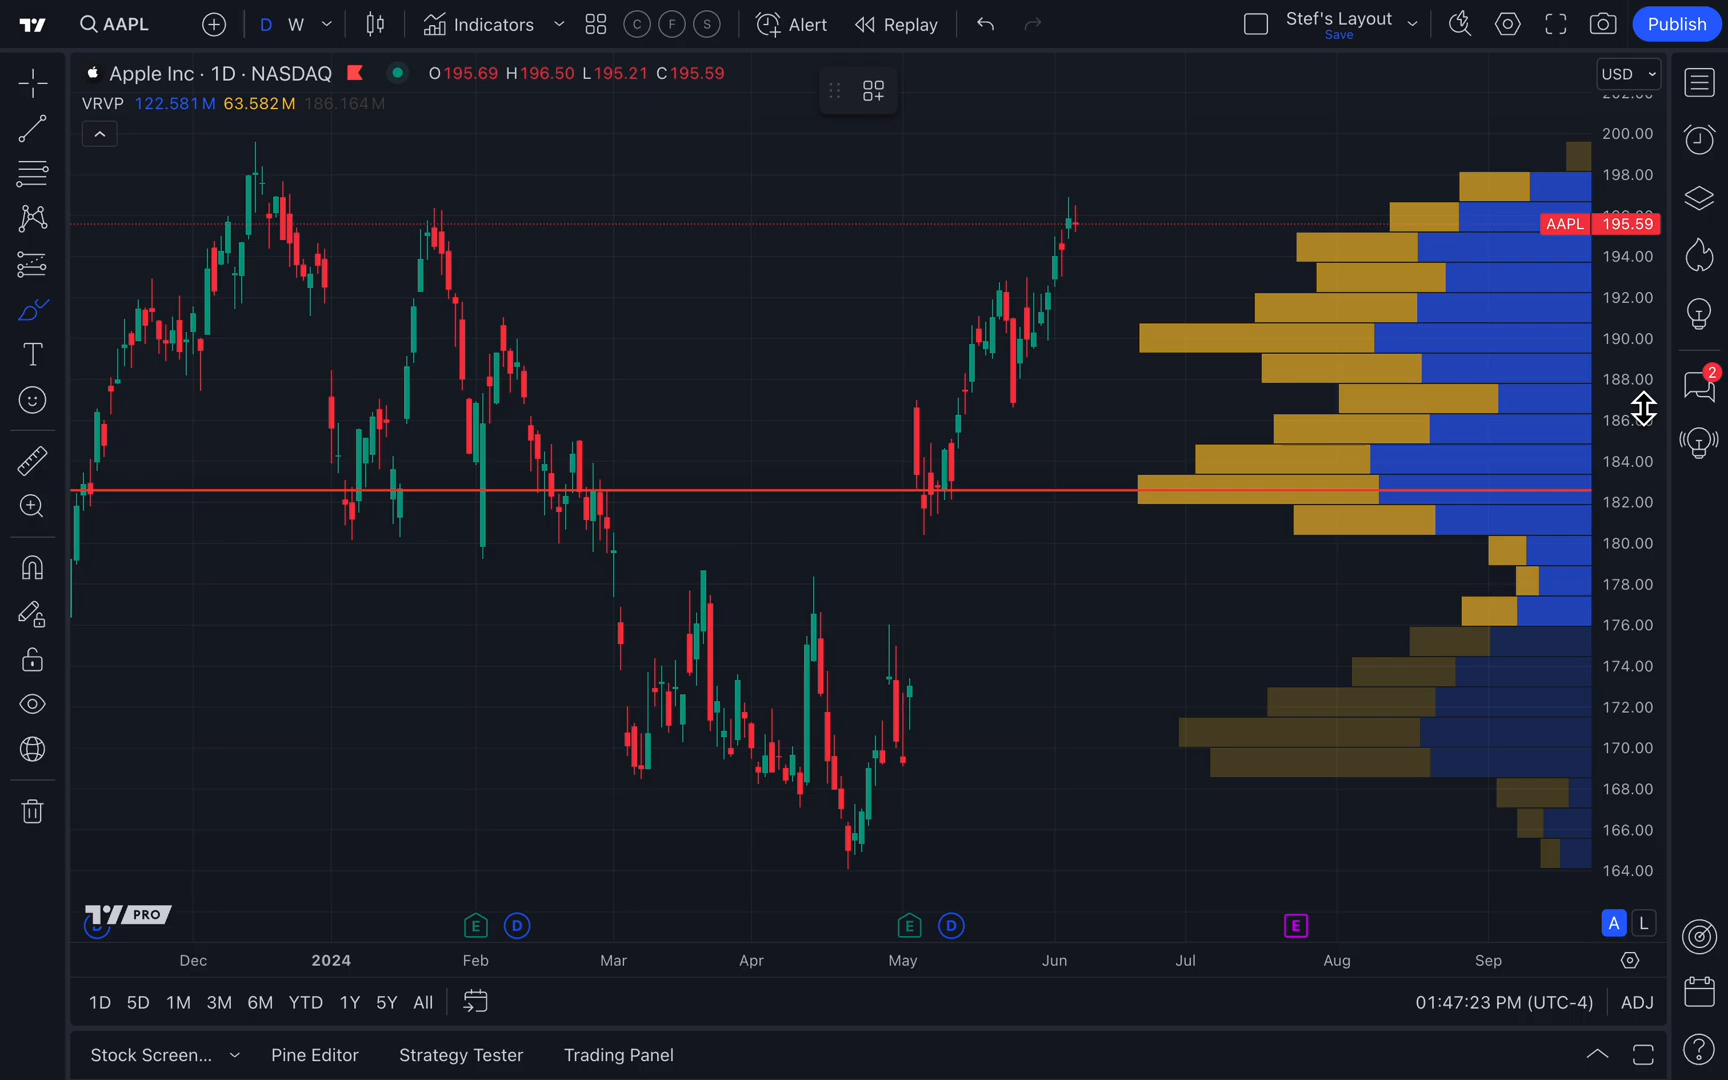 AAPL D W Indicators C F S Alert Replay Stef's Layout Publish
Save
Apple Inc · 1D · NASDAQ O195.69 H196.50 L195.21 C195.59 USD
VRVP 122.581M 63.582M 186.164M
200.00
198.00
AAPL 195.59
194.00
192.00
190.00
188.00
2
184.00
182.00
180.00
178.00
176.00
174.00
172.00
170.00
168.00
166.00
164.00
PRO
E D E D E A L
Dec 2024 Feb Mar Apr May Jun Jul Aug Sep
1D 5D 1M 3M 6M YTD 1Y 5Y All 01:47:23 PM (UTC-4) ADJ
Stock Screen... Pine Editor Strategy Tester Trading Panel